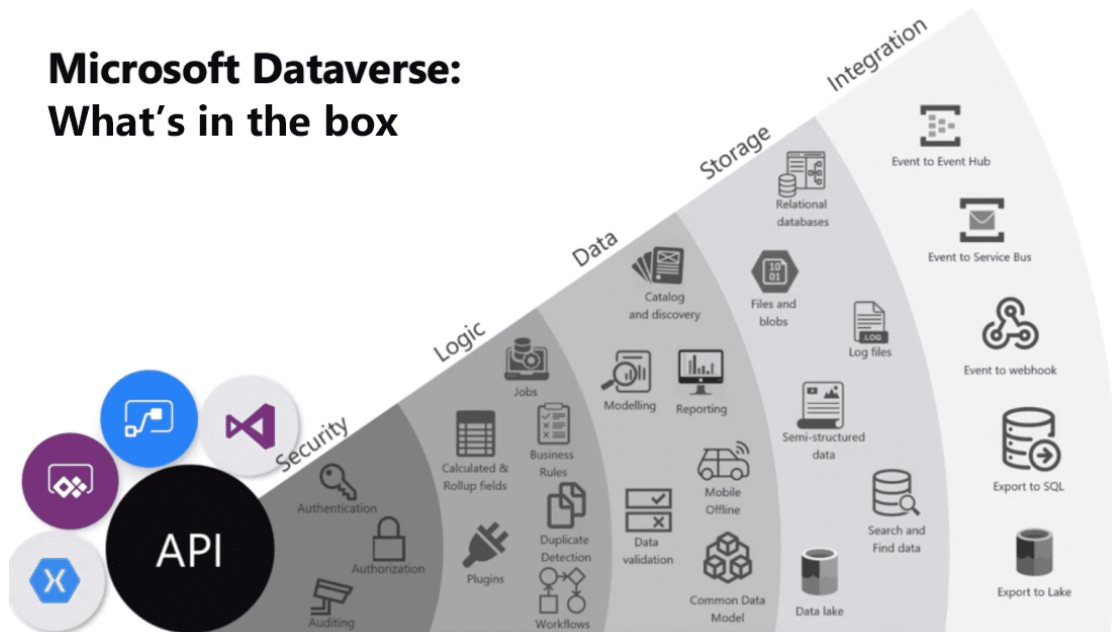 Microsoft Dataverse:
What's in the box
API
Security
Authentication
Authorization
Auditing
Logic
Jobs
Calculated &
Rollup fields
Business
Rules
Plugins
Duplicate
Detection
Workflows
Data
Catalog
and discovery
Modelling
Reporting
Mobile
Offline
Data
validation
Common Data
Model
Storage
Relational
databases
10
01
Files and
blobs
LOG
Log files
Semi-structured
data
Search and
Find data
Data lake
Integration
Event to Event Hub
Event to Service Bus
Event to webhook
Export to SQL
Export to Lake